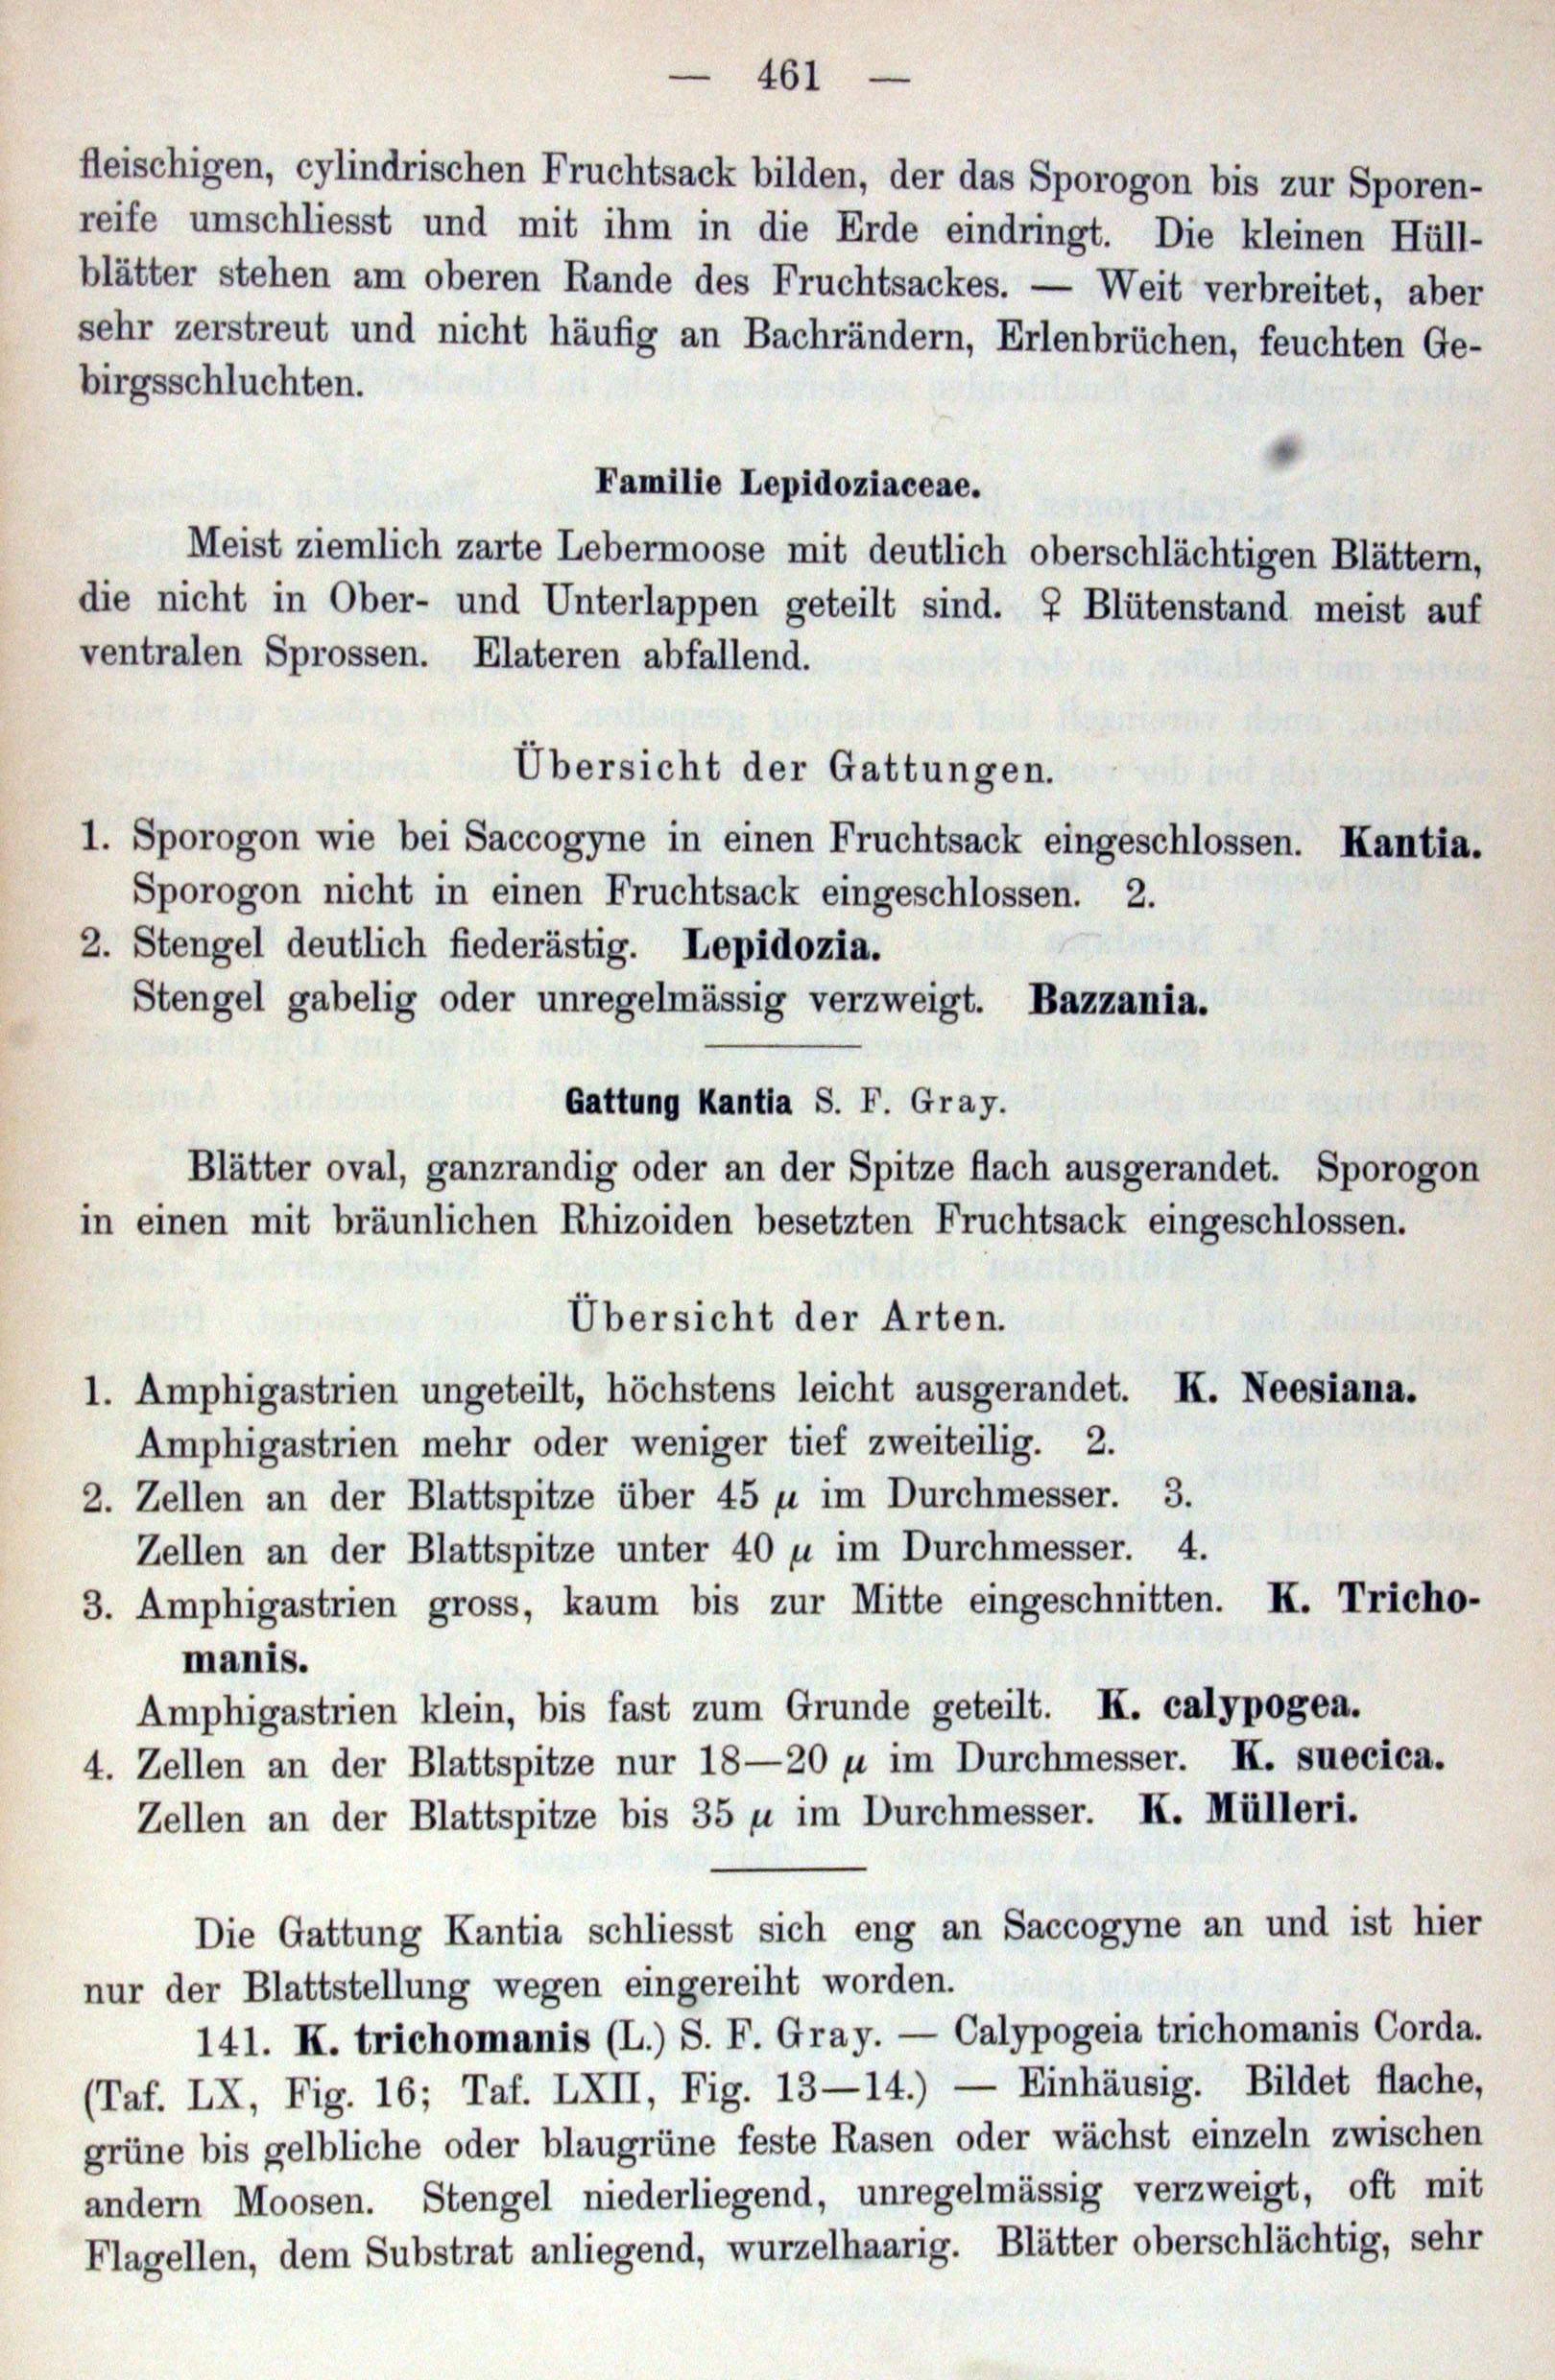 — 461 —
fleischigen, cylindrischen Fruchtsack bilden, der das Sporogon bis zur Sporen-
reife umschliesst und mit ihm in die Erde eindringt. Die kleinen Hüll-
blätter stehen am oberen Rande des Fruchtsackes. — Weit verbreitet, aber
sehr zerstreut und nicht häufig an Bachrändern, Erlenbrüchen, feuchten Ge-
birgsschluchten.
Familie Lepidoziaceae.
Meist ziemlich zarte Lebermoose mit deutlich oberschlächtigen Blättern,
die nicht in Ober- und Unterlappen geteilt sind. ♀ Blütenstand meist auf
ventralen Sprossen. Elateren abfallend.
Übersicht der Gattungen.
1. Sporogon wie bei Saccogyne in einen Fruchtsack eingeschlossen. Kantia.
Sporogon nicht in einen Fruchtsack eingeschlossen. 2.
2. Stengel deutlich fiederästig. Lepidozia.
Stengel gabelig oder unregelmässig verzweigt. Bazzania.
Gattung Kantia S. F. Gray.
Blätter oval, ganzrandig oder an der Spitze flach ausgerandet. Sporogon
in einen mit bräunlichen Rhizoiden besetzten Fruchtsack eingeschlossen.
Übersicht der Arten.
1. Amphigastrien ungeteilt, höchstens leicht ausgerandet. K. Neesiana.
Amphigastrien mehr oder weniger tief zweiteilig. 2.
2. Zellen an der Blattspitze über 45 µ im Durchmesser. 3.
Zellen an der Blattspitze unter 40 µ im Durchmesser. 4.
3. Amphigastrien gross, kaum bis zur Mitte eingeschnitten. K. Tricho-
manis.
Amphigastrien klein, bis fast zum Grunde geteilt. K. calypogea.
4. Zellen an der Blattspitze nur 18—20 µ im Durchmesser. K. suecica.
Zellen an der Blattspitze bis 35 µ im Durchmesser. K. Mülleri.
Die Gattung Kantia schliesst sich eng an Saccogyne an und ist hier
nur der Blattstellung wegen eingereiht worden.
141. K. trichomanis (L.) S. F. Gray. — Calypogeia trichomanis Corda.
(Taf. LX, Fig. 16; Taf. LXII, Fig. 13—14.) — Einhäusig. Bildet flache,
grüne bis gelbliche oder blaugrüne feste Rasen oder wächst einzeln zwischen
andern Moosen. Stengel niederliegend, unregelmässig verzweigt, oft mit
Flagellen, dem Substrat anliegend, wurzelhaarig. Blätter oberschlächtig, sehr